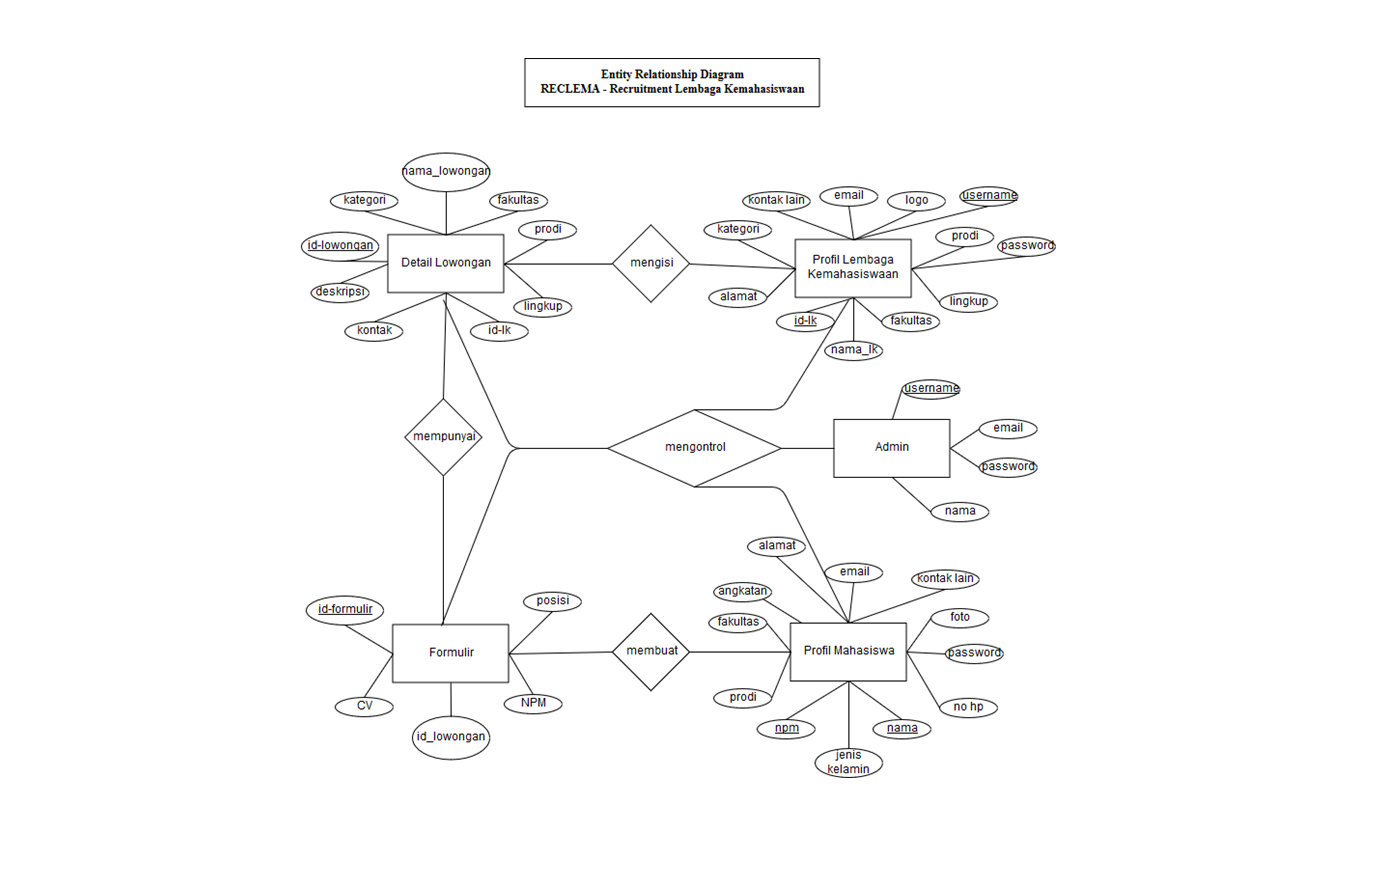 Entity Relationship Diagram
RECLEMA - Recruitment Lembaga Kemahasiswaan
nama_lowongan
kategori
fakultas
id-lowongan
prodi
Detail Lowongan
deskripsi
lingkup
kontak
id-lk
mengisi
kontak lain
email
logo
username
kategori
prodi
password
Profil Lembaga
Kemahasiswaan
alamat
lingkup
id-lk
fakultas
nama_lk
mempunyai
mengontrol
username
Admin
email
password
nama
id-formulir
posisi
Formulir
CV
NPM
id_lowongan
membuat
alamat
email
kontak lain
angkatan
foto
fakultas
Profil Mahasiswa
password
prodi
no hp
npm
nama
jenis
kelamin